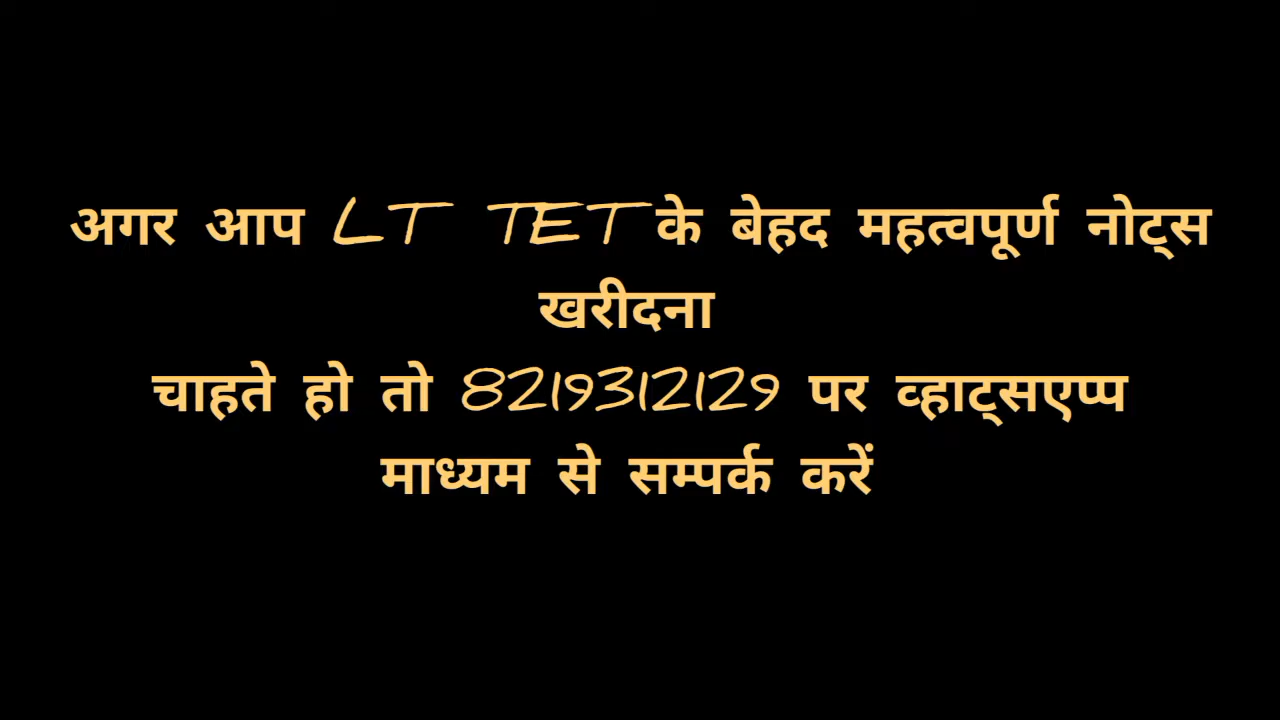 अगर आप LT TET के बेहद महत्वपूर्ण नोट्स
खरीदना
चाहते हो तो 8219312129 पर व्हाट्सएप्प
माध्यम से सम्पर्क करें